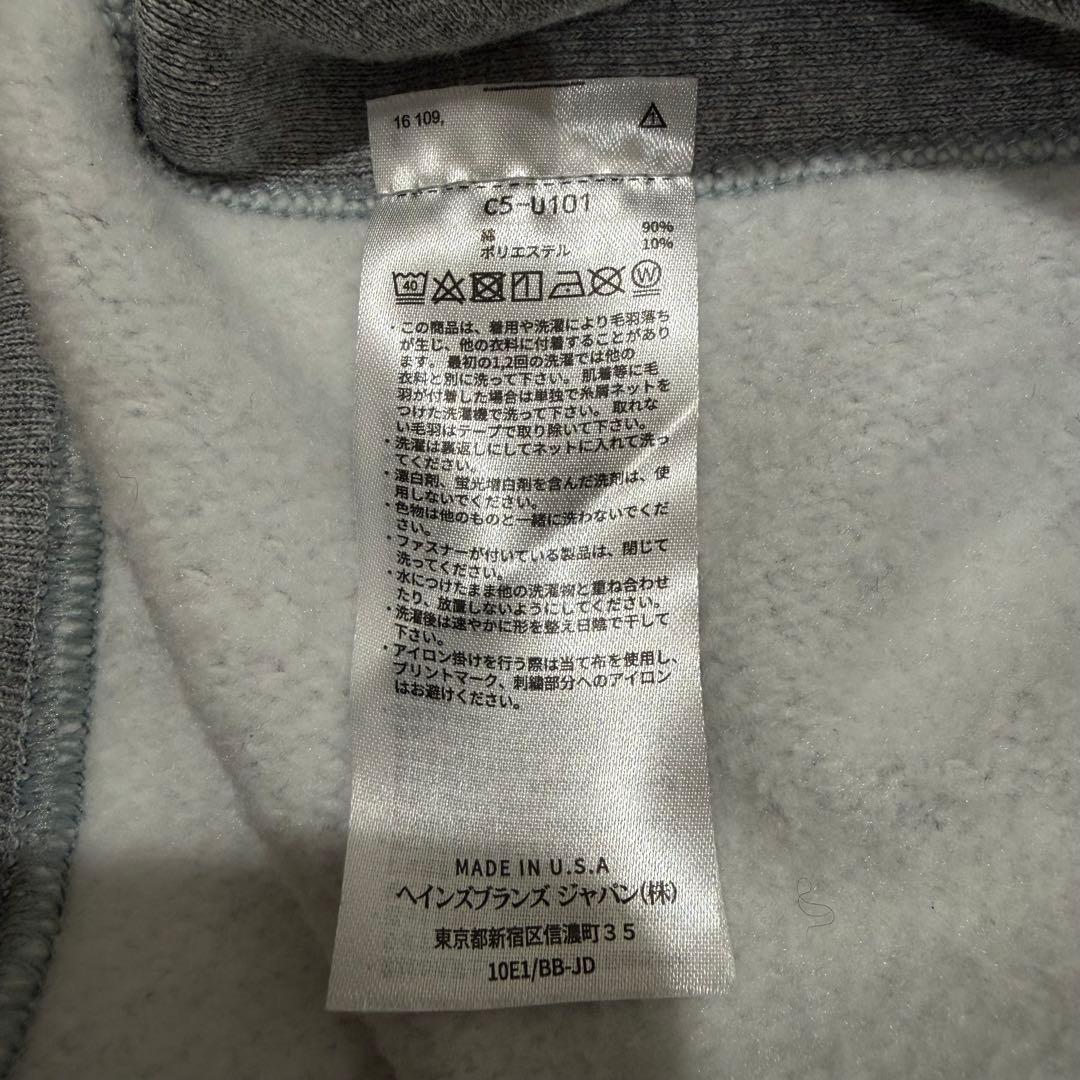 16 109,
C5-U101
綿 90%
ポリエステル 10%
40
W
・この商品は、着用や洗濯により毛羽落ち
が生じ、他の衣料に付着することがあり
ます。 最初の1,2回の洗濯では他の
衣料と別に洗って下さい。 肌着等に毛
羽が付着した場合は単独で糸屑ネットを
つけた洗濯機で洗って下さい。 取れな
い毛羽はテープで取り除いて下さい。
・洗濯は裏返しにしてネットに入れて洗っ
てください。
・漂白剤、蛍光増白剤を含んだ洗剤は、使
用しないでください。
・色物は他のものと一緒に洗わないでくだ
さい。
・ファスナーが付いている製品は、閉じて
洗ってください。
・水につけたまま他の洗濯物と重ね合わせ
たり、放置しないようにしてください。
・洗濯後は速やかに形を整え日陰で干して
下さい。
・アイロン掛けを行う際は当て布を使用し、
プリントマーク、刺繍部分へのアイロン
はお避けください。
MADE IN U.S.A
ヘインズブランズ ジャパン(株)
東京都新宿区信濃町35
10E1/BB-JD